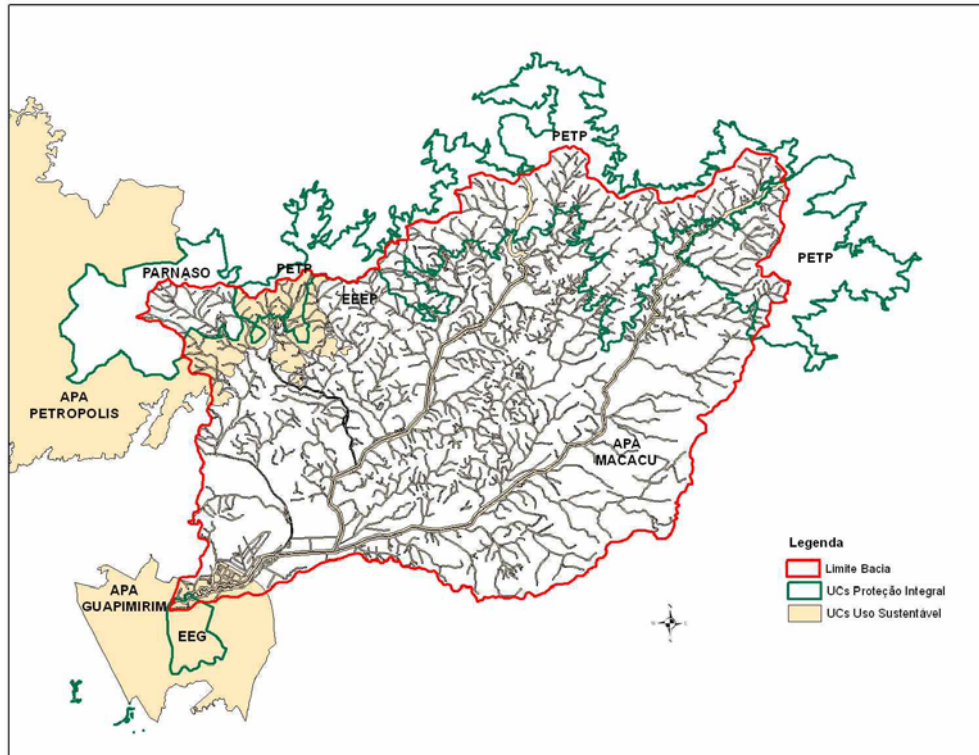 PETP
PETP
PARNASO
PETP
EEEP
APA
PETROPOLIS
APA
MACACU
Legenda
Limite Bacia
UCs Proteção Integral
UCs Uso Sustentável
APA
GUAPIMIRIM
EEG